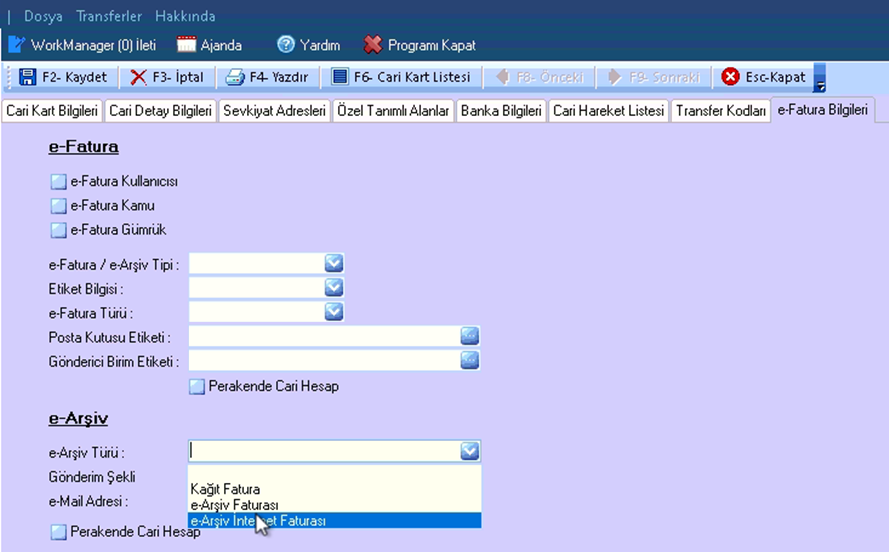 | Dosya Transferler Hakkında
WorkManager (0) İleti Ajanda Yardım Programı Kapat
F2- Kaydet F3- İptal F4- Yazdır F6- Cari Kart Listesi F8- Önceki F9- Sonraki Esc-Kapat
Cari Kart Bilgileri Cari Detay Bilgileri Sevkiyat Adresleri Özel Tanımlı Alanlar Banka Bilgileri Cari Hareket Listesi Transfer Kodları e-Fatura Bilgileri
e-Fatura
e-Fatura Kullanıcısı
e-Fatura Kamu
e-Fatura Gümrük
e-Fatura / e-Arşiv Tipi :
Etiket Bilgisi :
e-Fatura Türü :
Posta Kutusu Etiketi :
Gönderici Birim Etiketi :
Perakende Cari Hesap
e-Arşiv
e-Arşiv Türü :
Gönderim Şekli
Kağıt Fatura
e-Mail Adresi :
e-Arşiv Faturası
e-Arşiv İnternet Faturası
Perakende Cari Hesap